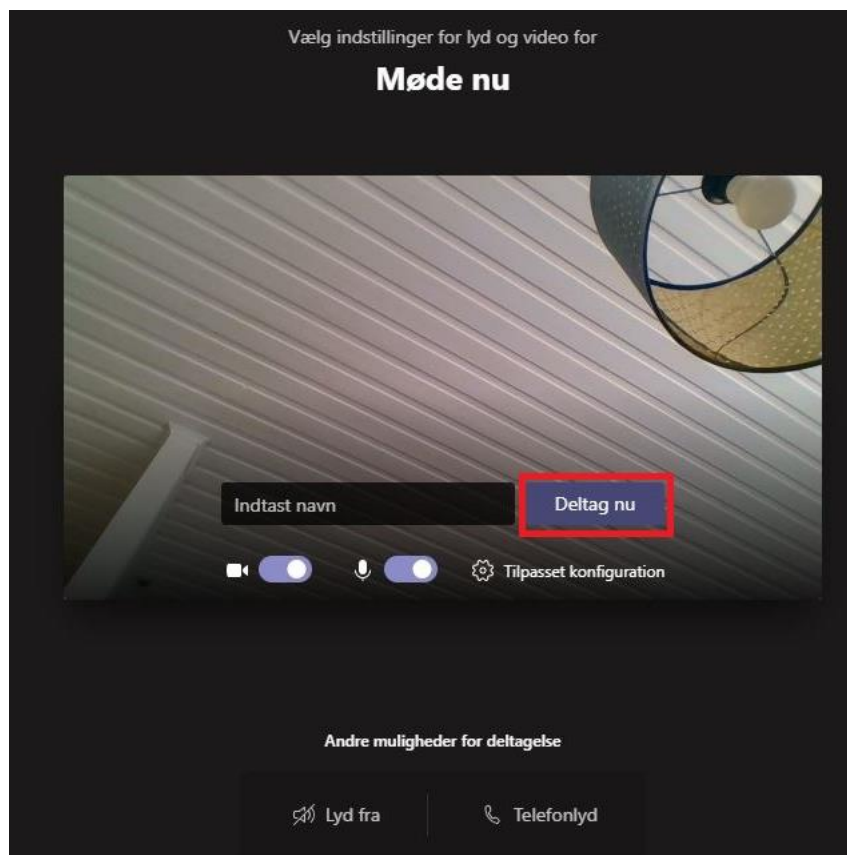 Vælg indstillinger for lyd og video for
Møde nu
Indtast navn
Deltag nu
Tilpasset konfiguration
Andre muligheder for deltagelse
Lyd fra
Telefonlyd